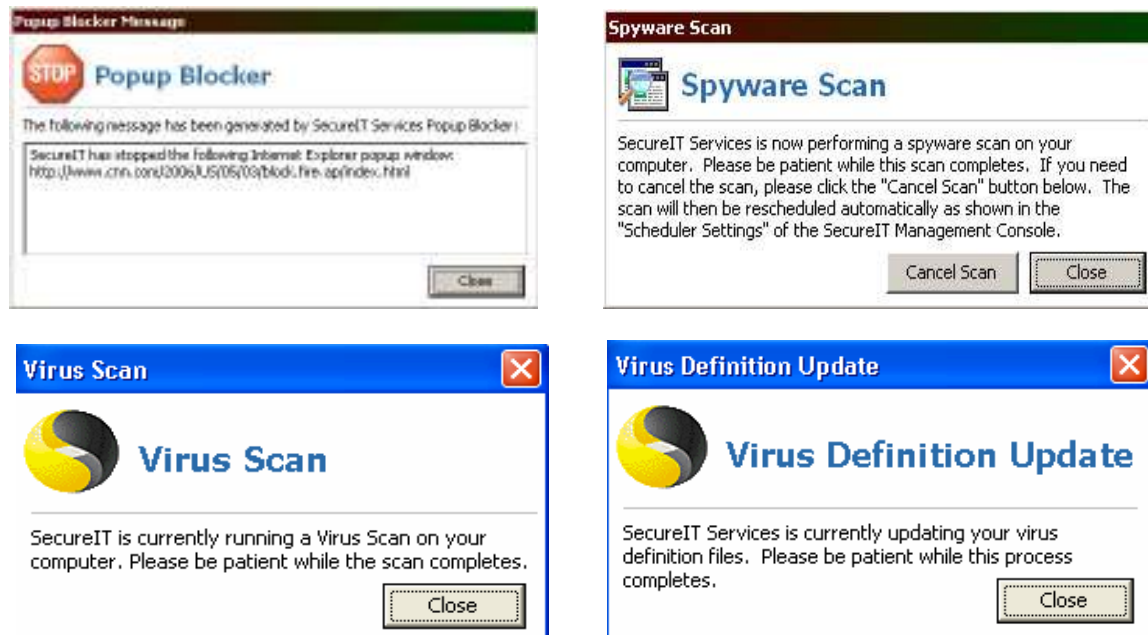 Popup Blocker Message
STOP
Popup Blocker
The following message has been generated by SecureIT Services Popup Blocker:
SecureIT has stopped the following Internet Explorer popup window:
http://www.cnn.com/2006/US/05/03/block.fire.ap/index.html
Close
Spyware Scan
Spyware Scan
SecureIT Services is now performing a spyware scan on your
computer. Please be patient while this scan completes. If you need
to cancel the scan, please click the "Cancel Scan" button below. The
scan will then be rescheduled automatically as shown in the
"Scheduler Settings" of the SecureIT Management Console.
Cancel Scan
Close
Virus Scan
Virus Scan
SecureIT is currently running a Virus Scan on your
computer. Please be patient while the scan completes.
Close
Virus Definition Update
Virus Definition Update
SecureIT Services is currently updating your virus
definition files. Please be patient while this process
completes.
Close